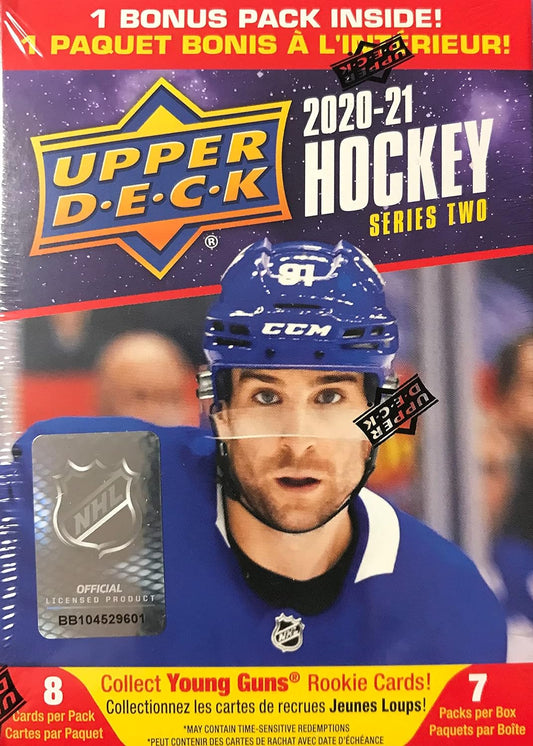 1 BONUS PACK INSIDE!
1 PAQUET BONIS À L'INTÉRIEUR!
UPPER
D·E·C·K
UPPER
D·E·C·K
®
2020-21
HOCKEY
SERIES TWO
91
CCM
UPPER
D·E·C·K
NHL
OFFICIAL
LICENSED PRODUCT
BB104529601
NHL
8
Cards per Pack
Cartes par Paquet
Collect Young Guns® Rookie Cards!
Collectionnez les cartes de recrues Jeunes Loups!
*MAY CONTAIN TIME-SENSITIVE REDEMPTIONS
*PEUT CONTENIR DES CARTES DE RACHAT AVEC DATE D'ÉCHÉANCE
7
Packs per Box
Paquets par Boîte